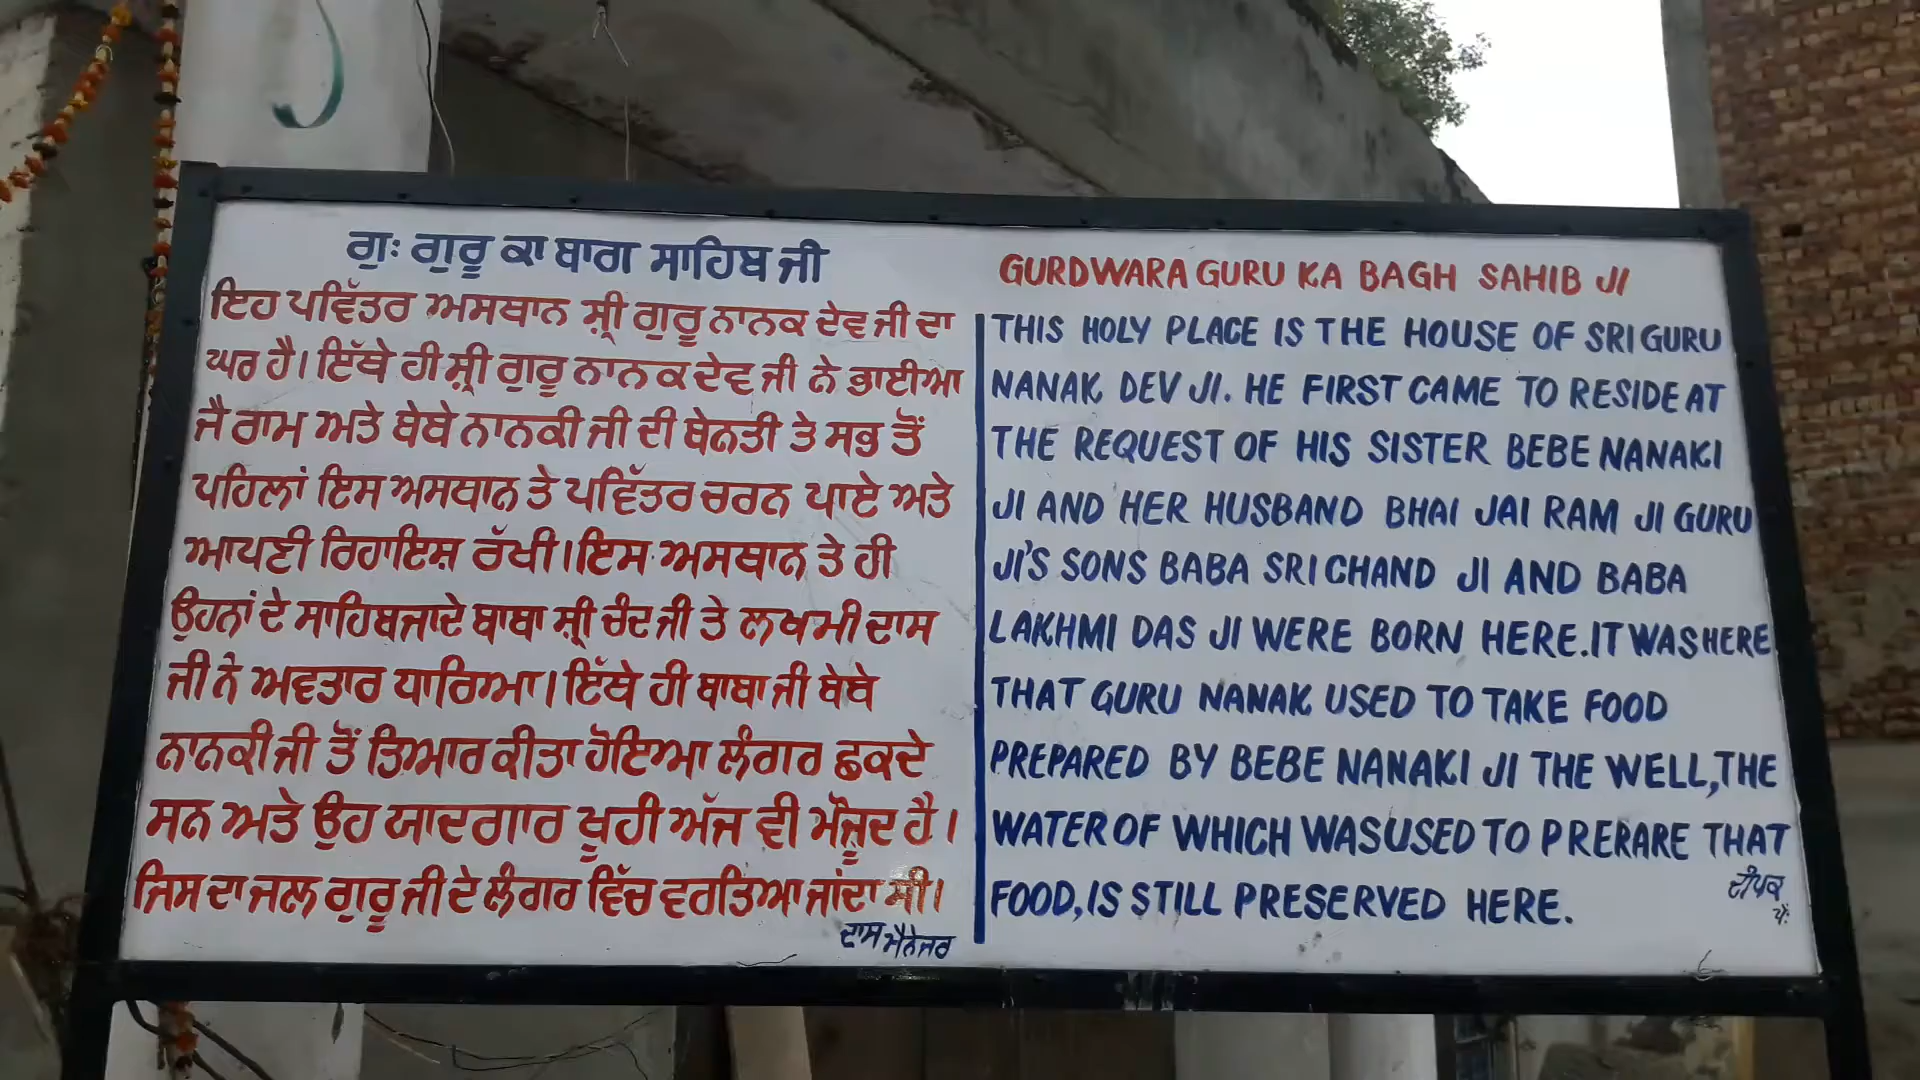 ਗੁਃ ਗੁਰੂ ਕਾ ਬਾਗ ਸਾਹਿਬ ਜੀ
ਇਹ ਪਵਿੱਤਰ ਅਸਥਾਨ ਸ਼੍ਰੀ ਗੁਰੂ ਨਾਨਕ ਦੇਵ ਜੀ ਦਾ
ਘਰ ਹੈ। ਇੱਥੇ ਹੀ ਸ਼੍ਰੀ ਗੁਰੂ ਨਾਨਕ ਦੇਵ ਜੀ ਨੇ ਭਾਈਆ
ਜੈ ਰਾਮ ਅਤੇ ਬੇਬੇ ਨਾਨਕੀ ਜੀ ਦੀ ਬੇਨਤੀ ਤੇ ਸਭ ਤੋਂ
ਪਹਿਲਾਂ ਇਸ ਅਸਥਾਨ ਤੇ ਪਵਿੱਤਰ ਚਰਨ ਪਾਏ ਅਤੇ
ਆਪਣੀ ਰਿਹਾਇਸ਼ ਰੱਖੀ। ਇਸ ਅਸਥਾਨ ਤੇ ਹੀ
ਉਹਨਾਂ ਦੇ ਸਾਹਿਬਜਾਦੇ ਬਾਬਾ ਸ਼੍ਰੀ ਚੰਦ ਜੀ ਤੇ ਲਖਮੀ ਦਾਸ
ਜੀ ਨੇ ਅਵਤਾਰ ਧਾਰਿਆ। ਇੱਥੇ ਹੀ ਬਾਬਾ ਜੀ ਬੇਬੇ
ਨਾਨਕੀ ਜੀ ਤੋਂ ਤਿਆਰ ਕੀਤਾ ਹੋਇਆ ਲੰਗਰ ਛਕਦੇ
ਸਨ ਅਤੇ ਉਹ ਯਾਦਗਾਰ ਖੂਹੀ ਅੱਜ ਵੀ ਮੌਜੂਦ ਹੈ।
ਜਿਸ ਦਾ ਜਲ ਗੁਰੂ ਜੀ ਦੇ ਲੰਗਰ ਵਿੱਚ ਵਰਤਿਆ ਜਾਂਦਾ ਸੀ।
ਦਾਸ ਮੈਨੇਜਰ
GURDWARA GURU KA BAGH SAHIB JI
THIS HOLY PLACE IS THE HOUSE OF SRI GURU
NANAK DEV JI. HE FIRST CAME TO RESIDE AT
THE REQUEST OF HIS SISTER BEBE NANAKI
JI AND HER HUSBAND BHAI JAI RAM JI GURU
JI'S SONS BABA SRI CHAND JI AND BABA
LAKHMI DAS JI WERE BORN HERE. IT WAS HERE
THAT GURU NANAK USED TO TAKE FOOD
PREPARED BY BEBE NANAKI JI THE WELL, THE
WATER OF WHICH WAS USED TO PRERARE THAT
FOOD, IS STILL PRESERVED HERE.
ਦੀਪਕ